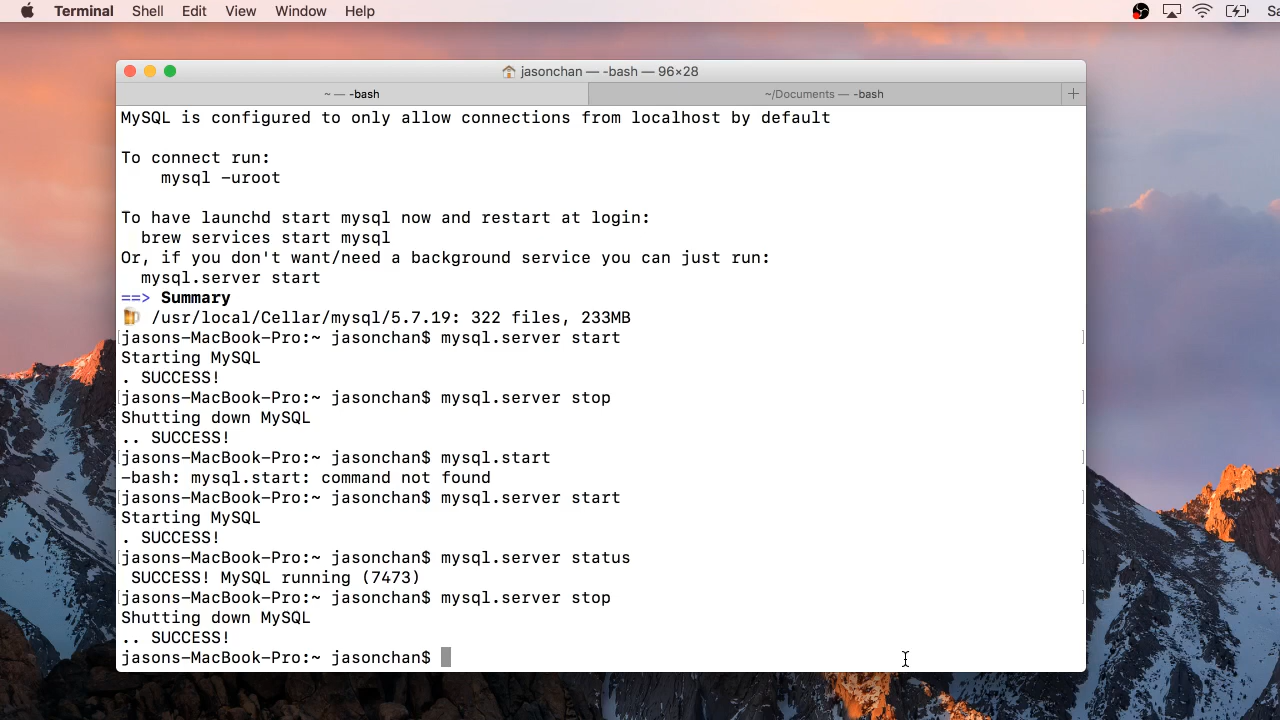 Terminal Shell Edit View Window Help Sa
jasonchan — -bash — 96×28
~ — -bash ~/Documents — -bash
MySQL is configured to only allow connections from localhost by default
To connect run:
mysql -uroot
To have launchd start mysql now and restart at login:
brew services start mysql
Or, if you don't want/need a background service you can just run:
mysql.server start
==> Summary
🍺 /usr/local/Cellar/mysql/5.7.19: 322 files, 233MB
[jasons-MacBook-Pro:~ jasonchan$ mysql.server start ]
Starting MySQL
. SUCCESS!
[jasons-MacBook-Pro:~ jasonchan$ mysql.server stop ]
Shutting down MySQL
.. SUCCESS!
[jasons-MacBook-Pro:~ jasonchan$ mysql.start ]
-bash: mysql.start: command not found
[jasons-MacBook-Pro:~ jasonchan$ mysql.server start ]
Starting MySQL
. SUCCESS!
[jasons-MacBook-Pro:~ jasonchan$ mysql.server status ]
SUCCESS! MySQL running (7473)
[jasons-MacBook-Pro:~ jasonchan$ mysql.server stop ]
Shutting down MySQL
.. SUCCESS!
jasons-MacBook-Pro:~ jasonchan$